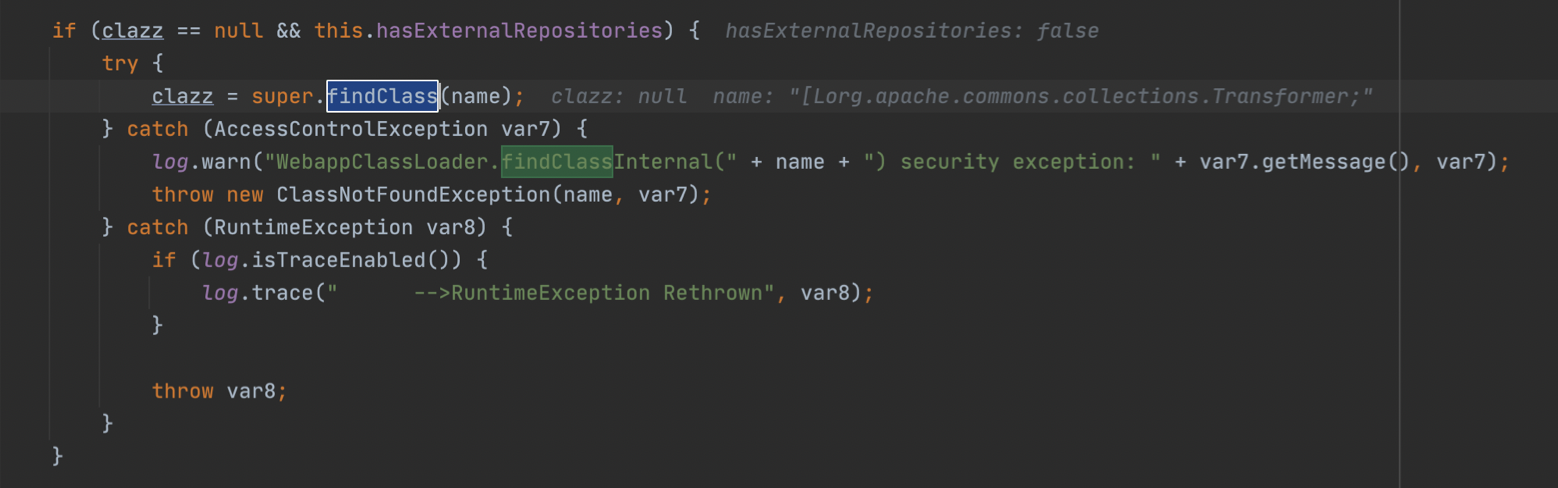 if (clazz == null && this.hasExternalRepositories) {  hasExternalRepositories: false
try {
clazz = super.findClass(name);  clazz: null  name: "[Lorg.apache.commons.collections.Transformer;"
} catch (AccessControlException var7) {
log.warn("WebappClassLoader.findClassInternal(" + name + ") security exception: " + var7.getMessage(), var7);
throw new ClassNotFoundException(name, var7);
} catch (RuntimeException var8) {
if (log.isTraceEnabled()) {
log.trace("      -->RuntimeException Rethrown", var8);
}
throw var8;
}
}